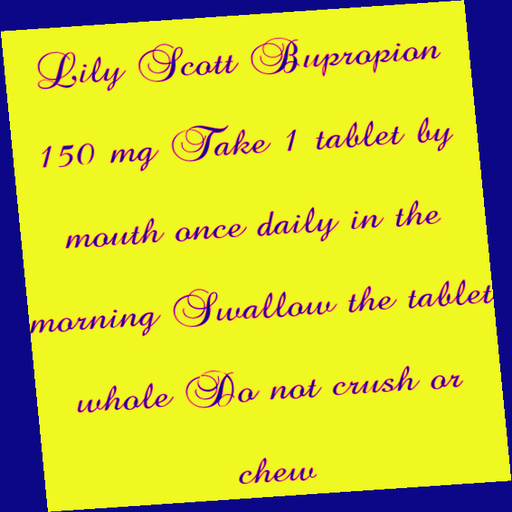 Lily Scott Bupropion
150 mg Take 1 tablet by
mouth once daily in the
morning Swallow the tablet
whole Do not crush or
chew